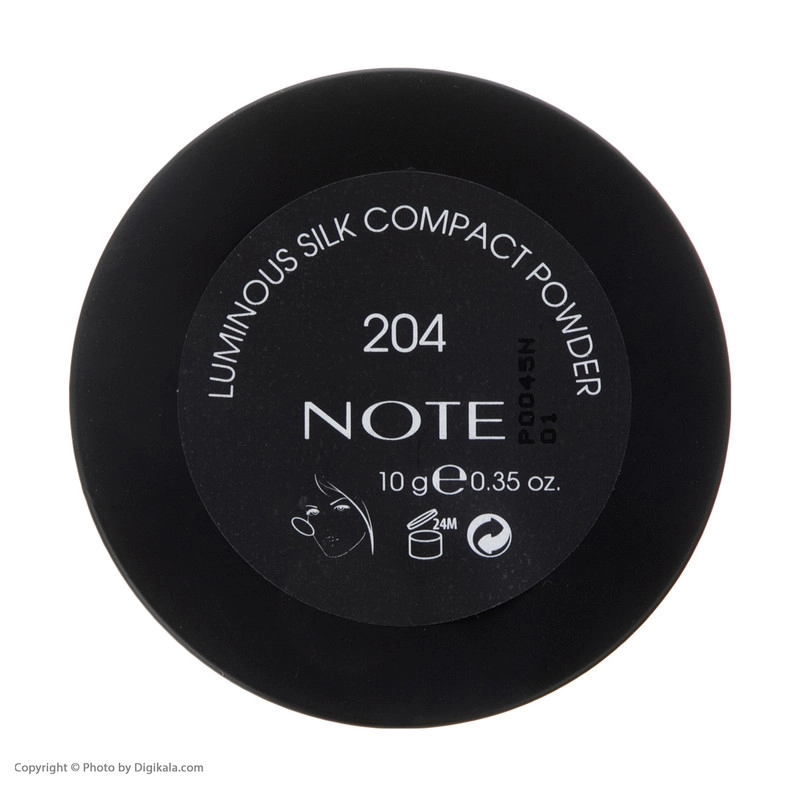 LUMINOUS SILK COMPACT POWDER
204
NOTE
P0045N
01
10 g e 0.35 oz.
24M
Copyright © Photo by Digikala.com